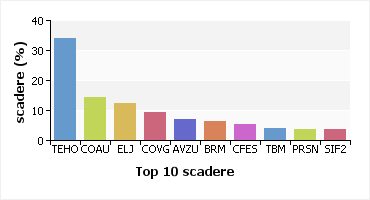 40
30
20
10
0
scadere (%)
TEHO COAU ELJ COVG AVZU BRM CFES TBM PRSN SIF2
Top 10 scadere